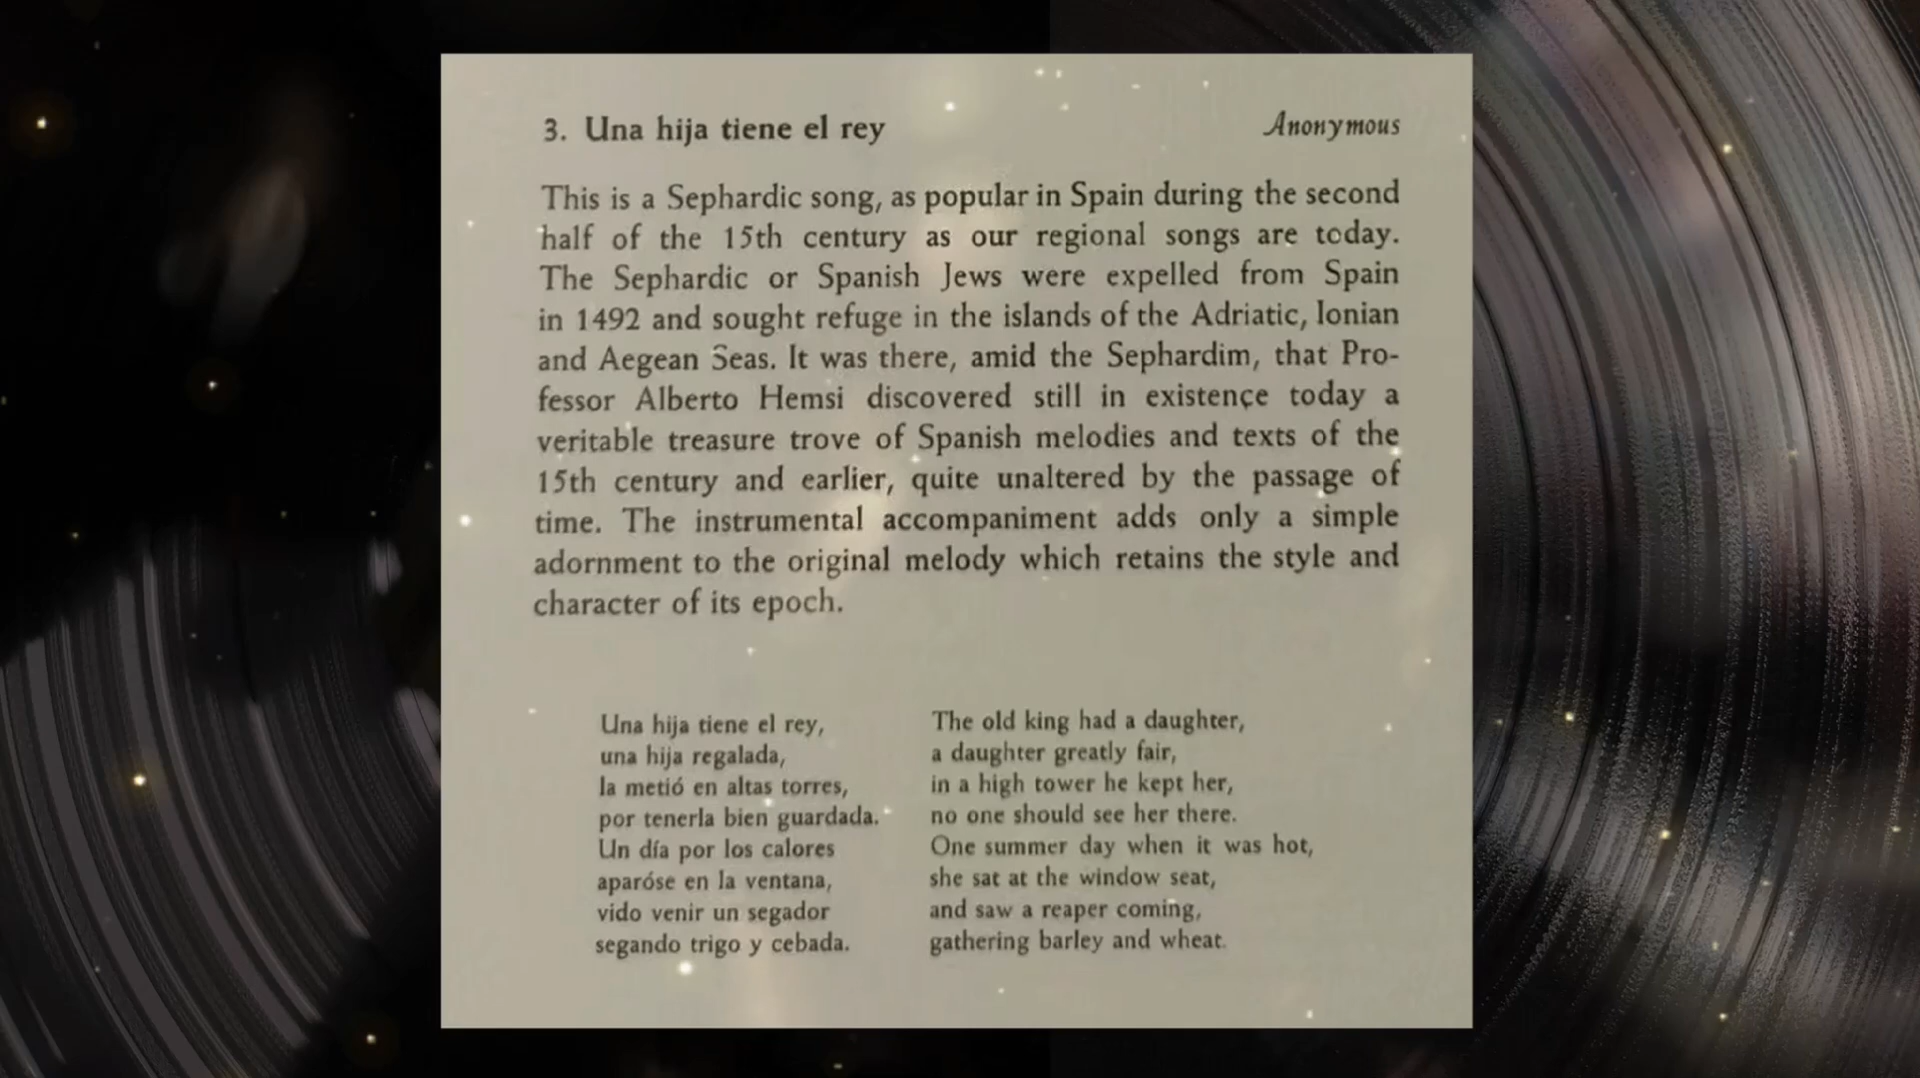 3. Una hija tiene el rey
Anonymous
This is a Sephardic song, as popular in Spain during the second
half of the 15th century as our regional songs are today.
The Sephardic or Spanish Jews were expelled from Spain
in 1492 and sought refuge in the islands of the Adriatic, Ionian
and Aegean Seas. It was there, amid the Sephardim, that Pro-
fessor Alberto Hemsi discovered still in existence today a
veritable treasure trove of Spanish melodies and texts of the
15th century and earlier, quite unaltered by the passage of
time. The instrumental accompaniment adds only a simple
adornment to the original melody which retains the style and
character of its epoch.
Una hija tiene el rey,
una hija regalada,
la metió en altas torres,
por tenerla bien guardada.
Un día por los calores
aparóse en la ventana,
vido venir un segador
segando trigo y cebada.
The old king had a daughter,
a daughter greatly fair,
in a high tower he kept her,
no one should see her there.
One summer day when it was hot,
she sat at the window seat,
and saw a reaper coming,
gathering barley and wheat.